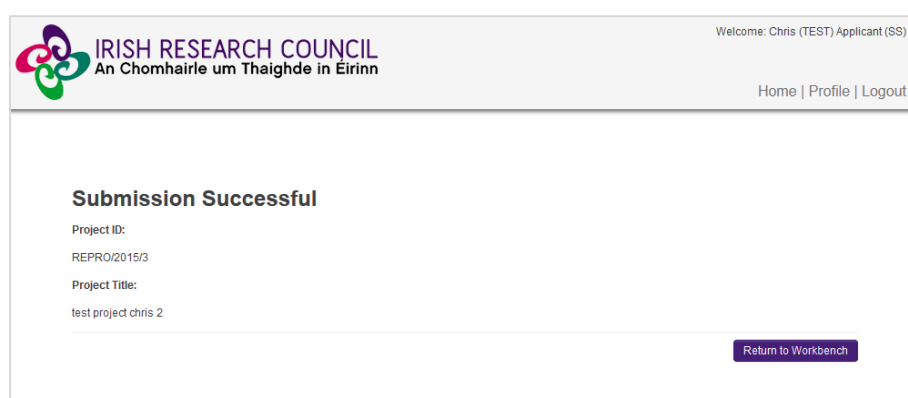 Welcome: Chris (TEST) Applicant (SS)
IRISH RESEARCH COUNCIL
An Chomhairle um Thaighde in Éirinn
Home | Profile | Logout
Submission Successful
Project ID:
REPRO/2015/3
Project Title:
test project chris 2
Return to Workbench